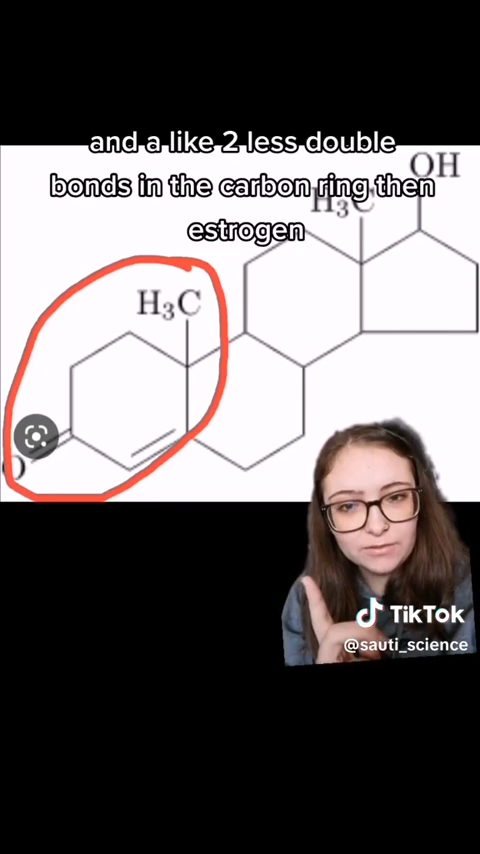 and a like 2 less double
bonds in the carbon ring then
estrogen
OH
H₃C
H₃C
O
TikTok
@sauti_science